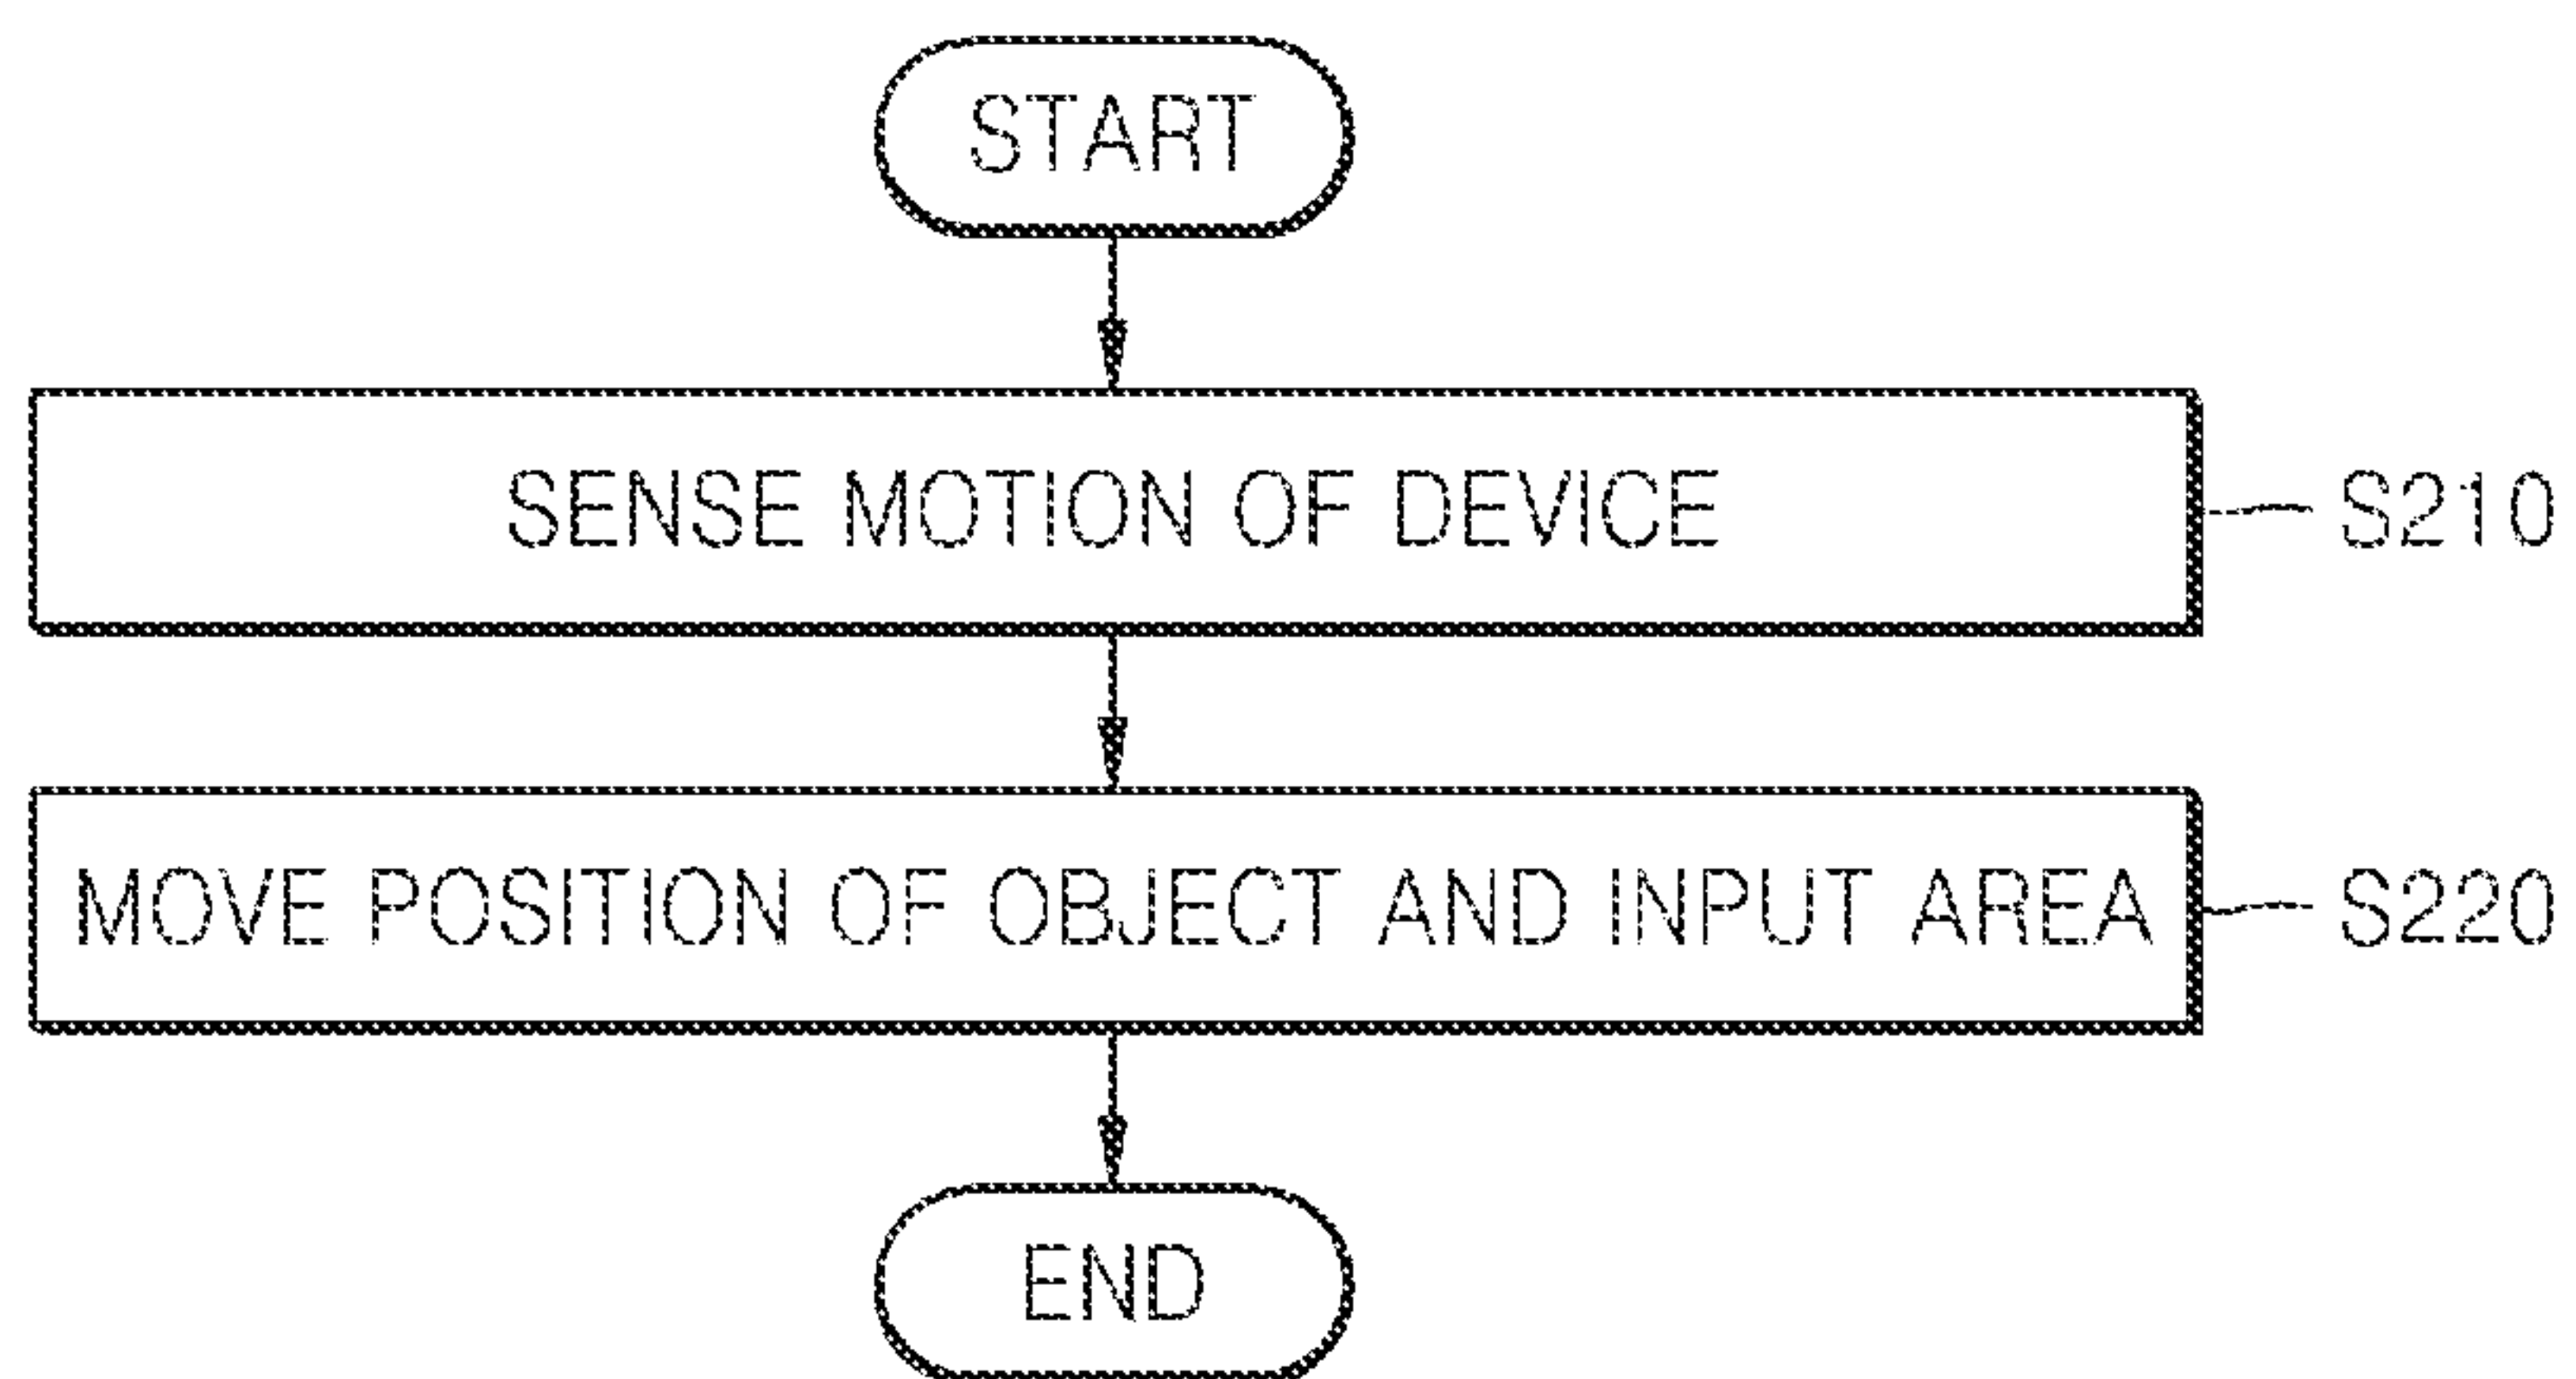 START
SENSE MOTION OF DEVICE
S210
MOVE POSITION OF OBJECT AND INPUT AREA
S220
END